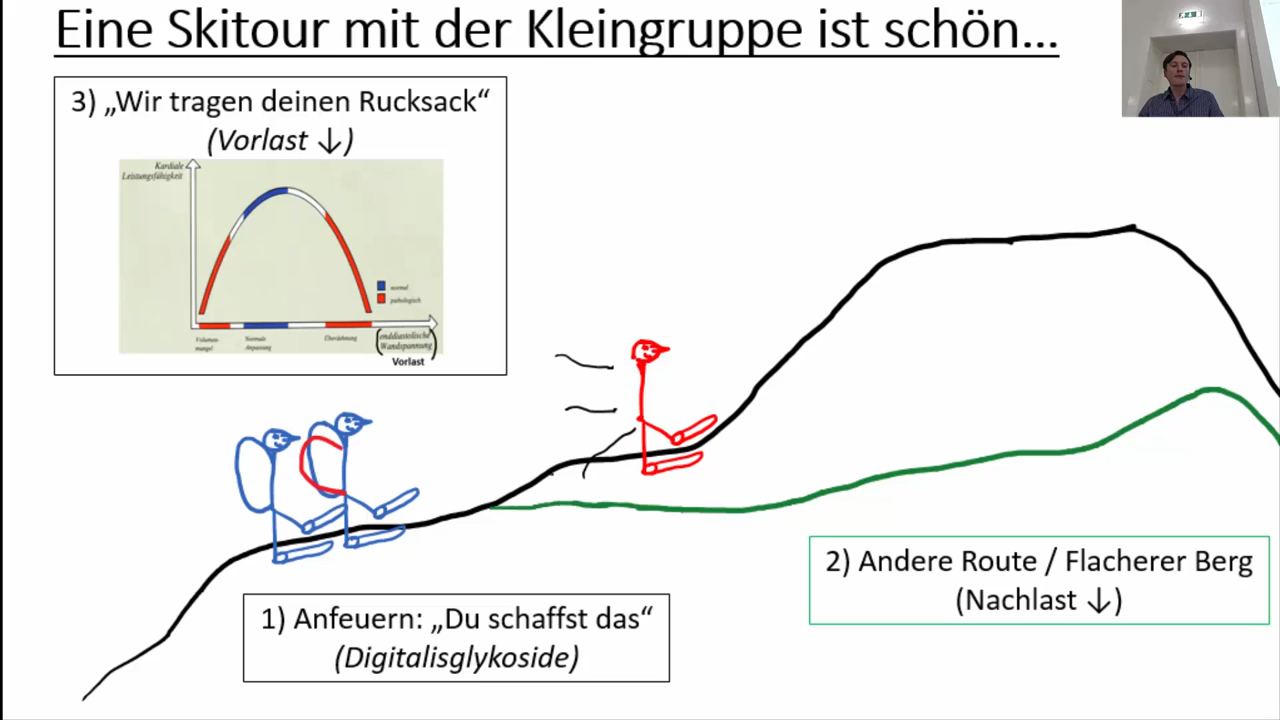 Eine Skitour mit der Kleingruppe ist schön...
3) „Wir tragen deinen Rucksack“
(Vorlast ↓)
Kardiale
Leistungsfähigkeit
normal
pathologisch
Volumen-
mangel
Normale
Anpassung
Überdehnung
(enddiastolische
Wandspannung)
Vorlast
1) Anfeuern: „Du schaffst das“
(Digitalisglykoside)
2) Andere Route / Flacherer Berg
(Nachlast ↓)